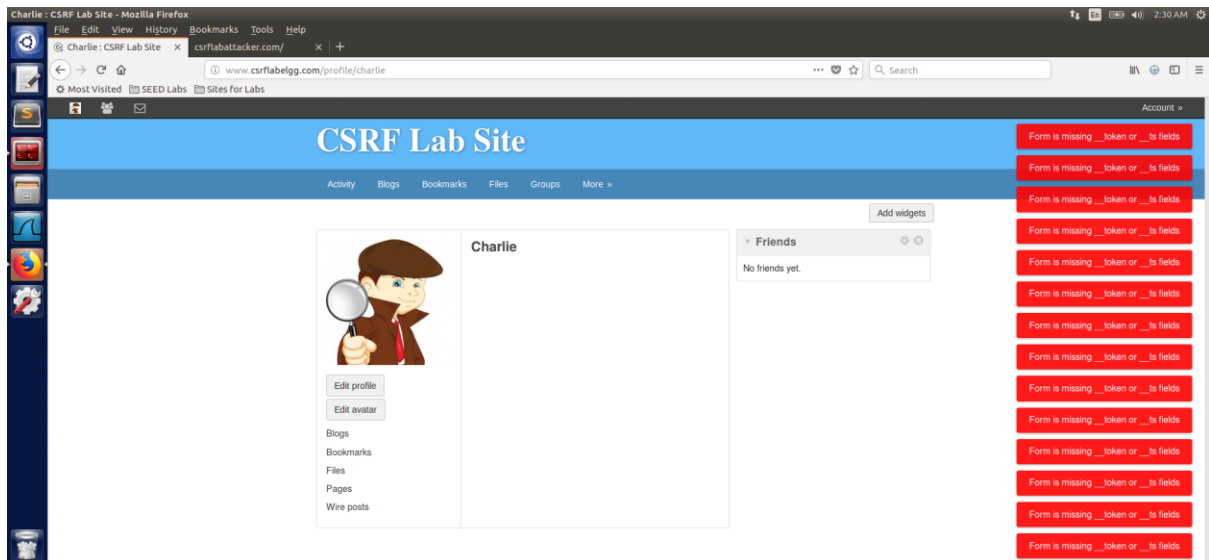 Charlie : CSRF Lab Site - Mozilla Firefox
En
2:30 AM
File Edit View History Bookmarks Tools Help
Charlie : CSRF Lab Site ×
csrflabattacker.com/ × +
www.csrflabelgg.com/profile/charlie
Search
Most Visited SEED Labs Sites for Labs
Account »
CSRF Lab Site
Activity Blogs Bookmarks Files Groups More »
Add widgets
Charlie
Friends
No friends yet.
Edit profile
Edit avatar
Blogs
Bookmarks
Files
Pages
Wire posts
Form is missing __token or __ts fields
Form is missing __token or __ts fields
Form is missing __token or __ts fields
Form is missing __token or __ts fields
Form is missing __token or __ts fields
Form is missing __token or __ts fields
Form is missing __token or __ts fields
Form is missing __token or __ts fields
Form is missing __token or __ts fields
Form is missing __token or __ts fields
Form is missing __token or __ts fields
Form is missing __token or __ts fields
Form is missing __token or __ts fields
Form is missing __token or __ts fields